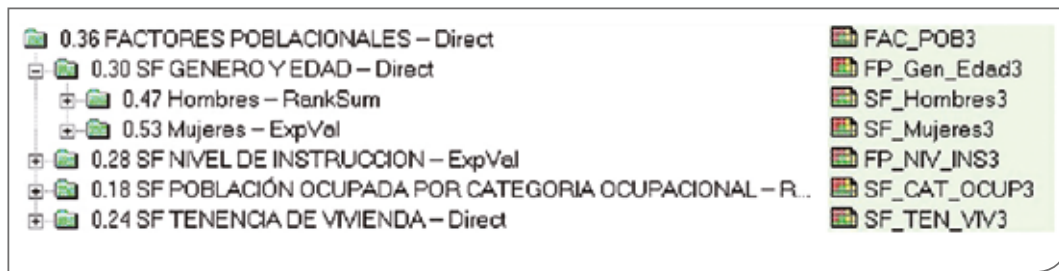 0.36 FACTORES POBLACIONALES – Direct FAC_POB3
0.30 SF GENERO Y EDAD – Direct FP_Gen_Edad3
0.47 Hombres – RankSum SF_Hombres3
0.53 Mujeres – ExpVal SF_Mujeres3
0.28 SF NIVEL DE INSTRUCCION – ExpVal FP_NIV_INS3
0.18 SF POBLACIÓN OCUPADA POR CATEGORIA OCUPACIONAL – R... SF_CAT_OCUP3
0.24 SF TENENCIA DE VIVIENDA – Direct SF_TEN_VIV3